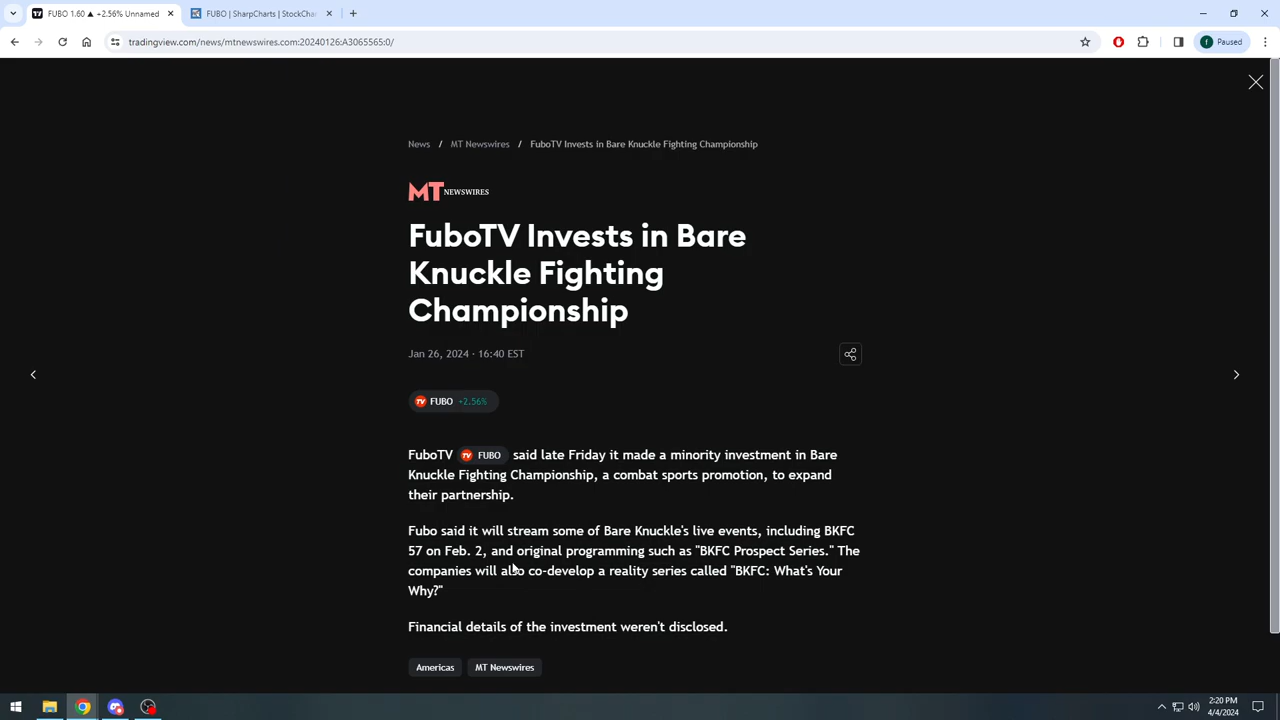 FUBO 1.60 ▲ +2.56% Unnamed
FUBO | SharpCharts | StockChar
tradingview.com/news/mtnewswires.com:20240126:A3065565:0/
f Paused
News / MT Newswires / FuboTV Invests in Bare Knuckle Fighting Championship
MT NEWSWIRES
FuboTV Invests in Bare
Knuckle Fighting
Championship
Jan 26, 2024 · 16:40 EST
TV FUBO +2.56%
FuboTV TV FUBO said late Friday it made a minority investment in Bare
Knuckle Fighting Championship, a combat sports promotion, to expand
their partnership.
Fubo said it will stream some of Bare Knuckle's live events, including BKFC
57 on Feb. 2, and original programming such as "BKFC Prospect Series." The
companies will also co-develop a reality series called "BKFC: What's Your
Why?"
Financial details of the investment weren't disclosed.
Americas MT Newswires
2:20 PM
4/4/2024